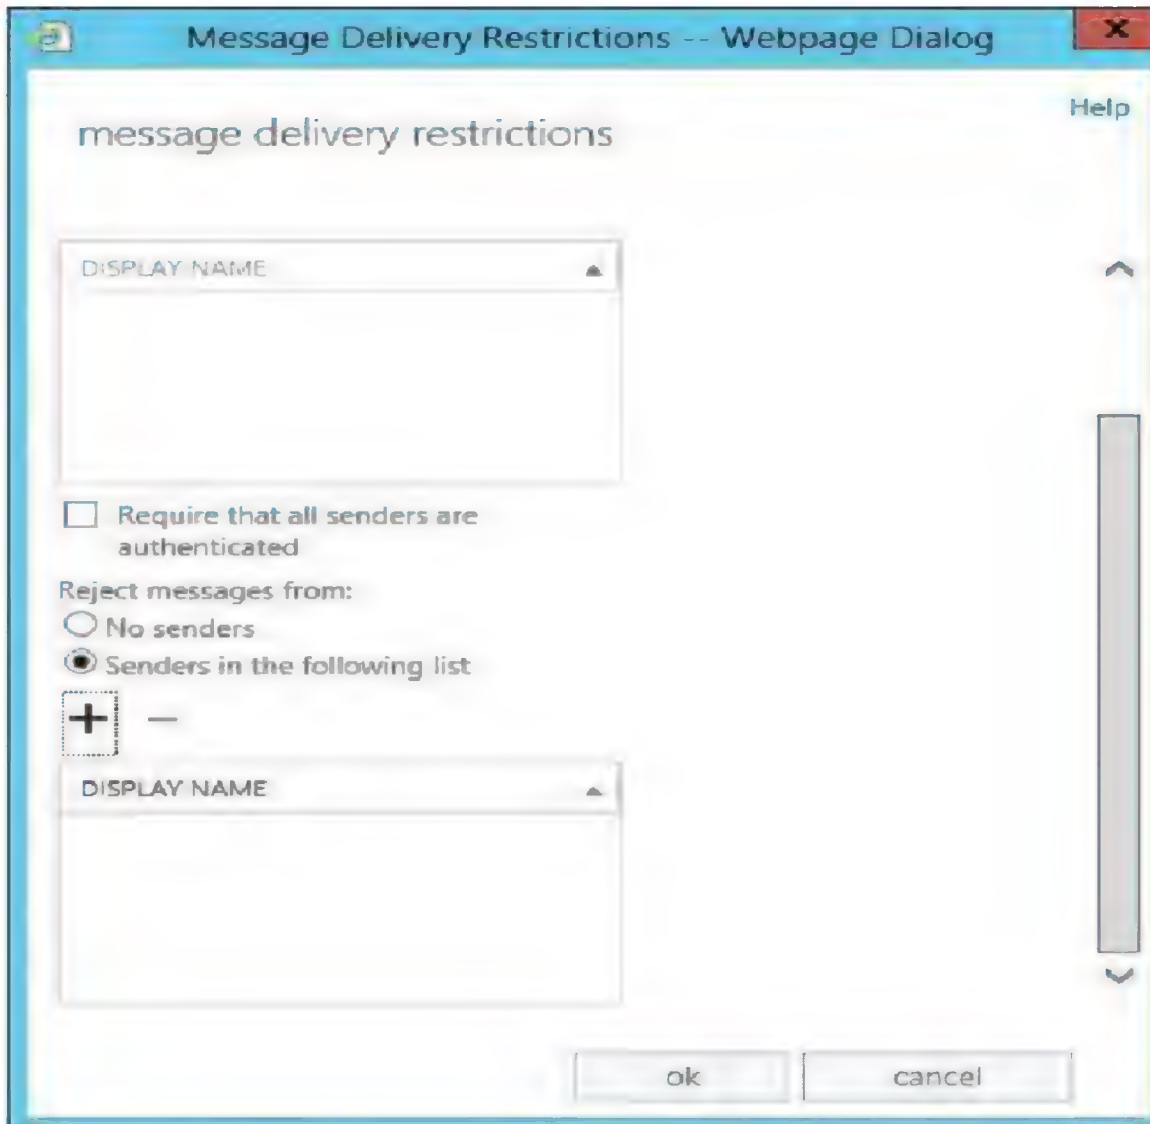 Message Delivery Restrictions -- Webpage Dialog
Help
message delivery restrictions
DISPLAY NAME
Require that all senders are
authenticated
Reject messages from:
No senders
Senders in the following list
DISPLAY NAME
ok
cancel